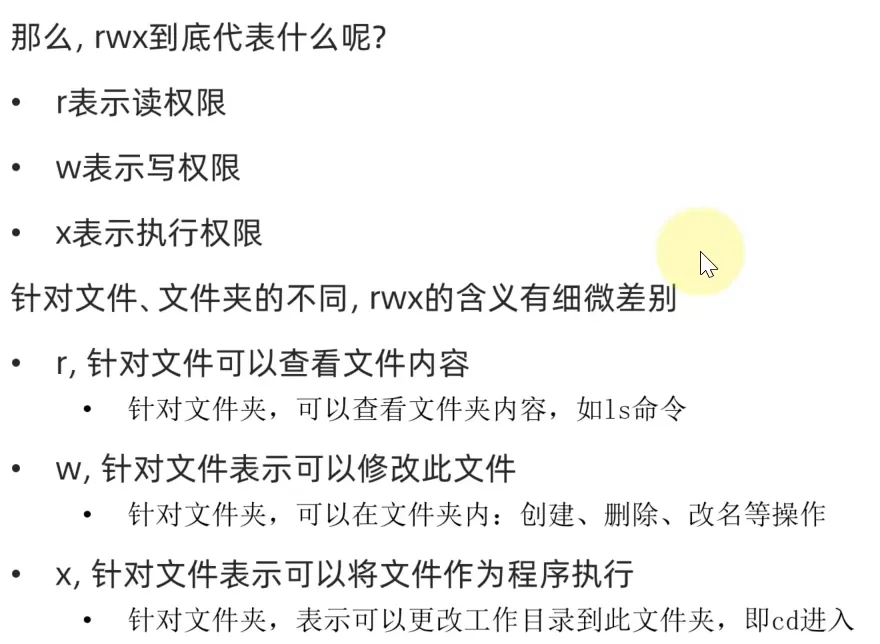 那么, rwx到底代表什么呢?
• r表示读权限
• w表示写权限
• x表示执行权限
针对文件、文件夹的不同, rwx的含义有细微差别
• r, 针对文件可以查看文件内容
• 针对文件夹，可以查看文件夹内容，如ls命令
• w, 针对文件表示可以修改此文件
• 针对文件夹，可以在文件夹内：创建、删除、改名等操作
• x, 针对文件表示可以将文件作为程序执行
• 针对文件夹，表示可以更改工作目录到此文件夹，即cd进入